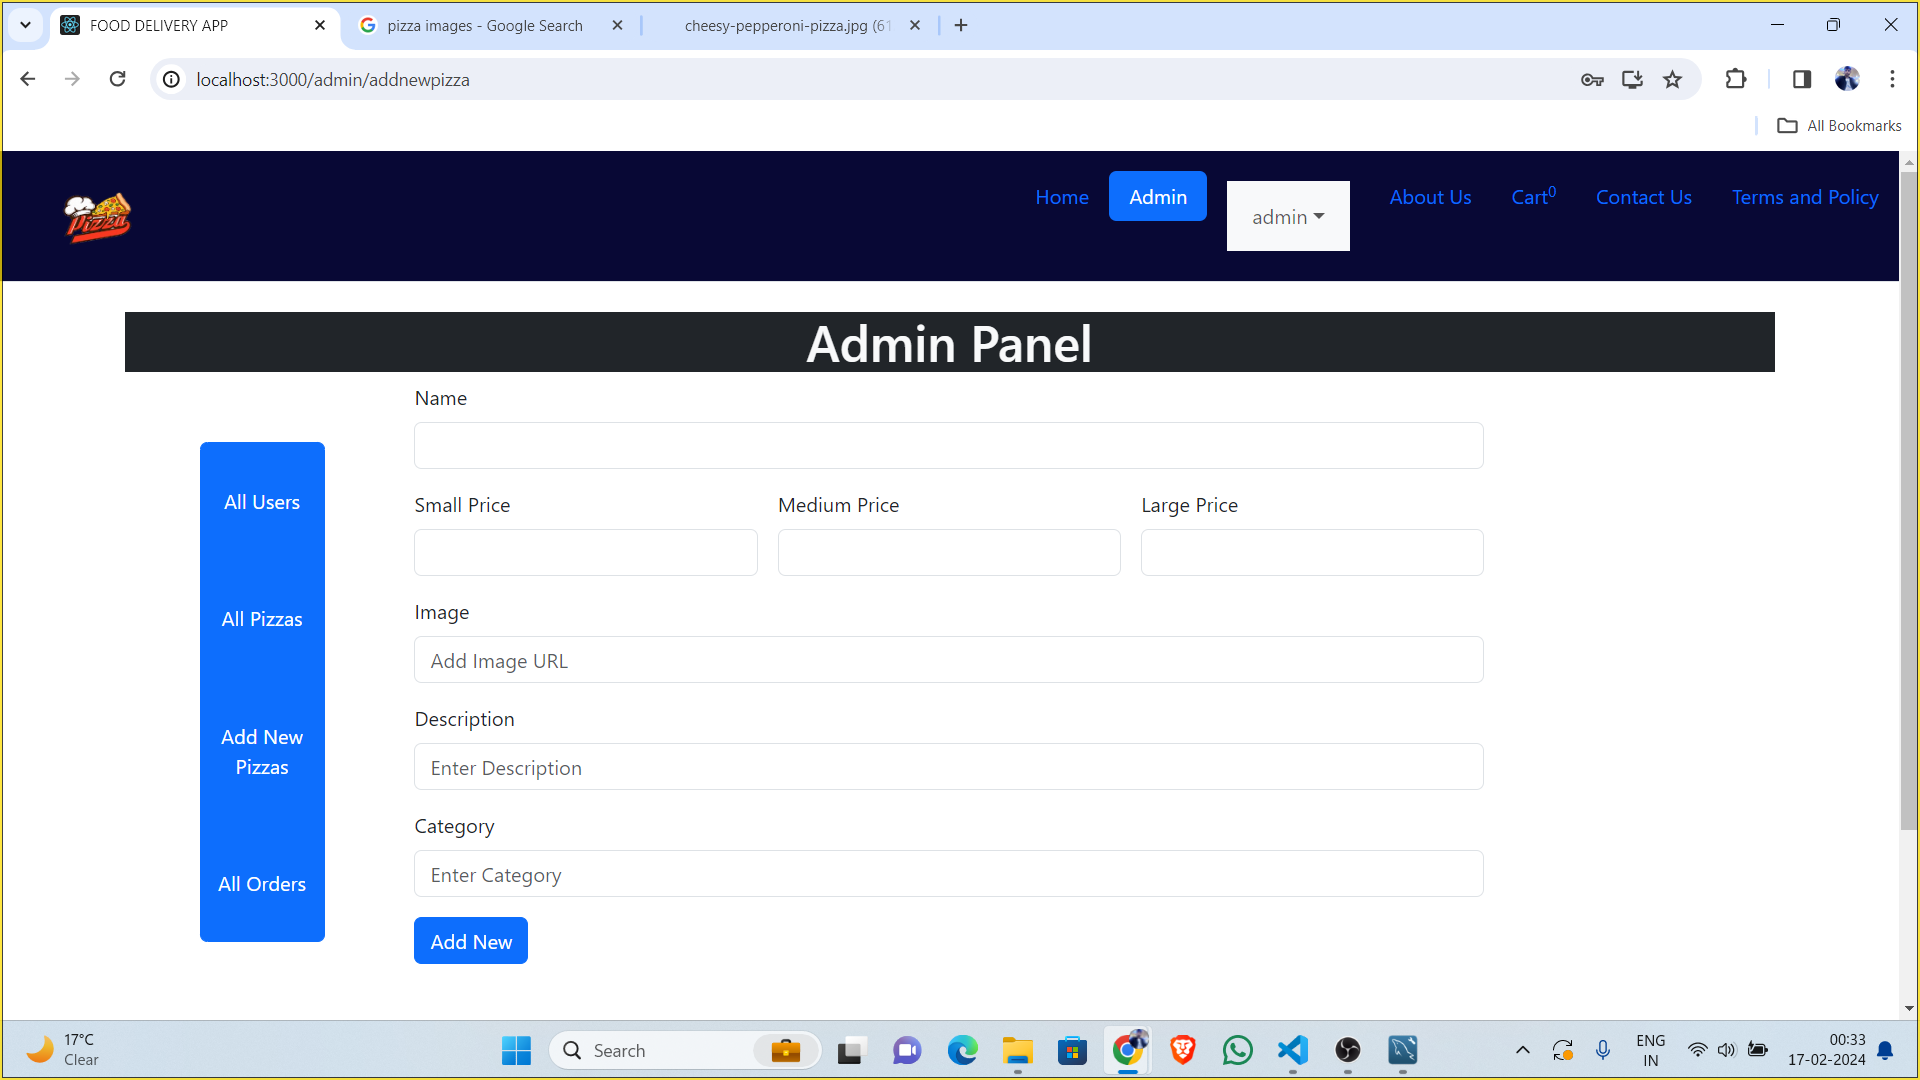 FOOD DELIVERY APP
pizza images - Google Search
cheesy-pepperoni-pizza.jpg (61
localhost:3000/admin/addnewpizza
All Bookmarks
Pizza
Home
Admin
admin
About Us
Cart0
Contact Us
Terms and Policy
Admin Panel
All Users
All Pizzas
Add New
Pizzas
All Orders
Name
Small Price
Medium Price
Large Price
Image
Add Image URL
Description
Enter Description
Category
Enter Category
Add New
17°C
Clear
Search
ENG
IN
00:33
17-02-2024